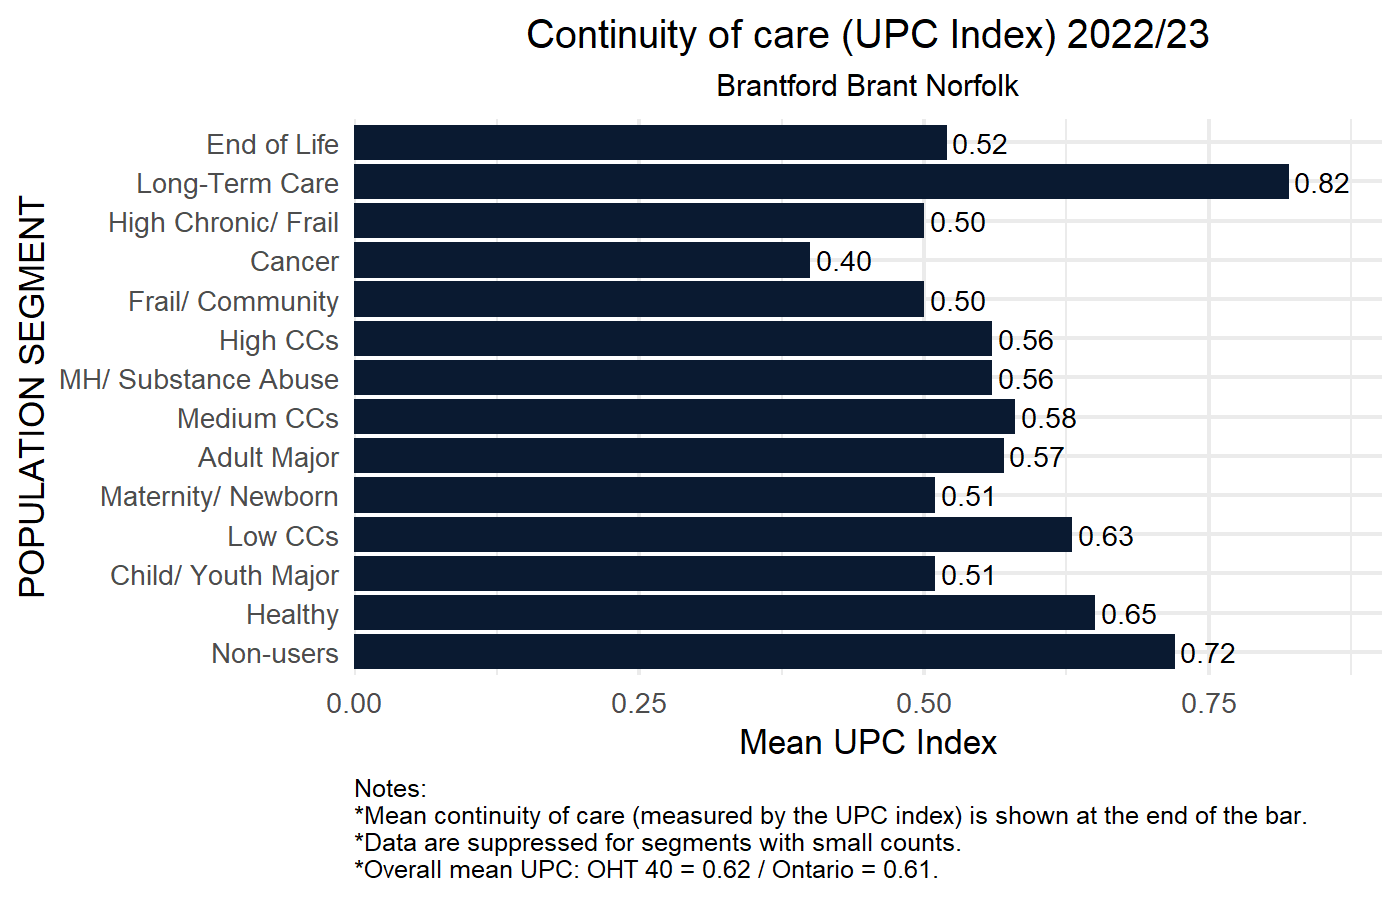 Continuity of care (UPC Index) 2022/23
Brantford Brant Norfolk
POPULATION SEGMENT
End of Life 0.52
Long-Term Care 0.82
High Chronic/ Frail 0.50
Cancer 0.40
Frail/ Community 0.50
High CCs 0.56
MH/ Substance Abuse 0.56
Medium CCs 0.58
Adult Major 0.57
Maternity/ Newborn 0.51
Low CCs 0.63
Child/ Youth Major 0.51
Healthy 0.65
Non-users 0.72
0.00 0.25 0.50 0.75
Mean UPC Index
Notes:
*Mean continuity of care (measured by the UPC index) is shown at the end of the bar.
*Data are suppressed for segments with small counts.
*Overall mean UPC: OHT 40 = 0.62 / Ontario = 0.61.